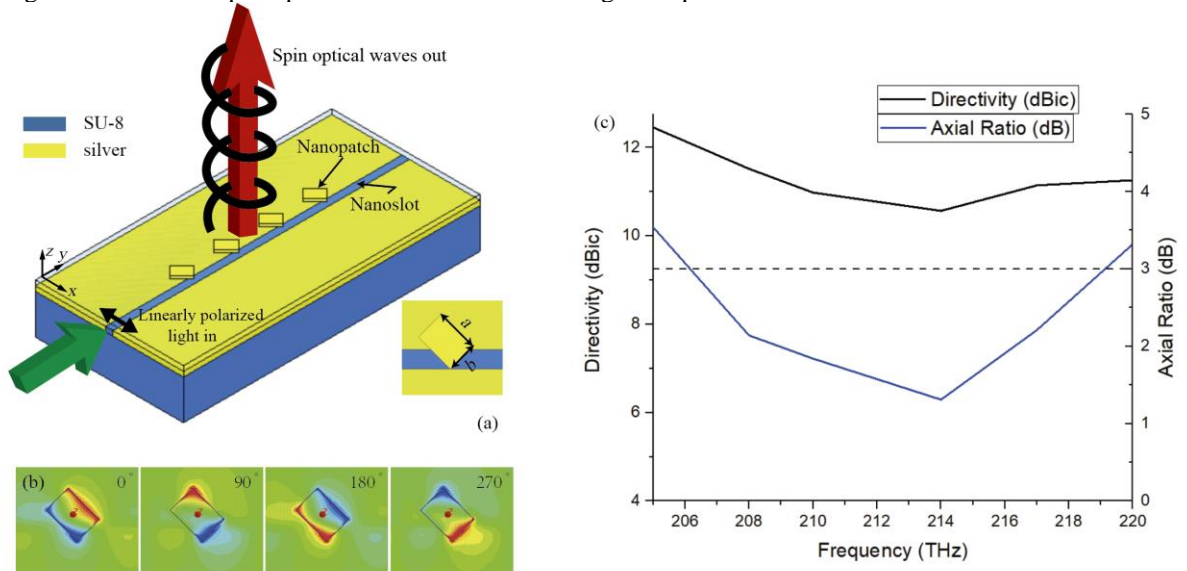 Spin optical waves out
SU-8
silver
Nanopatch
Nanoslot
z
y
x
Linearly polarized
light in
a
b
(a)
(b)
0°
90°
180°
270°
(c)
Directivity (dBic)
Axial Ratio (dB)
Directivity (dBic)
12
10
8
6
4
5
4
3
2
1
0
Axial Ratio (dB)
206 208 210 212 214 216 218 220
Frequency (THz)